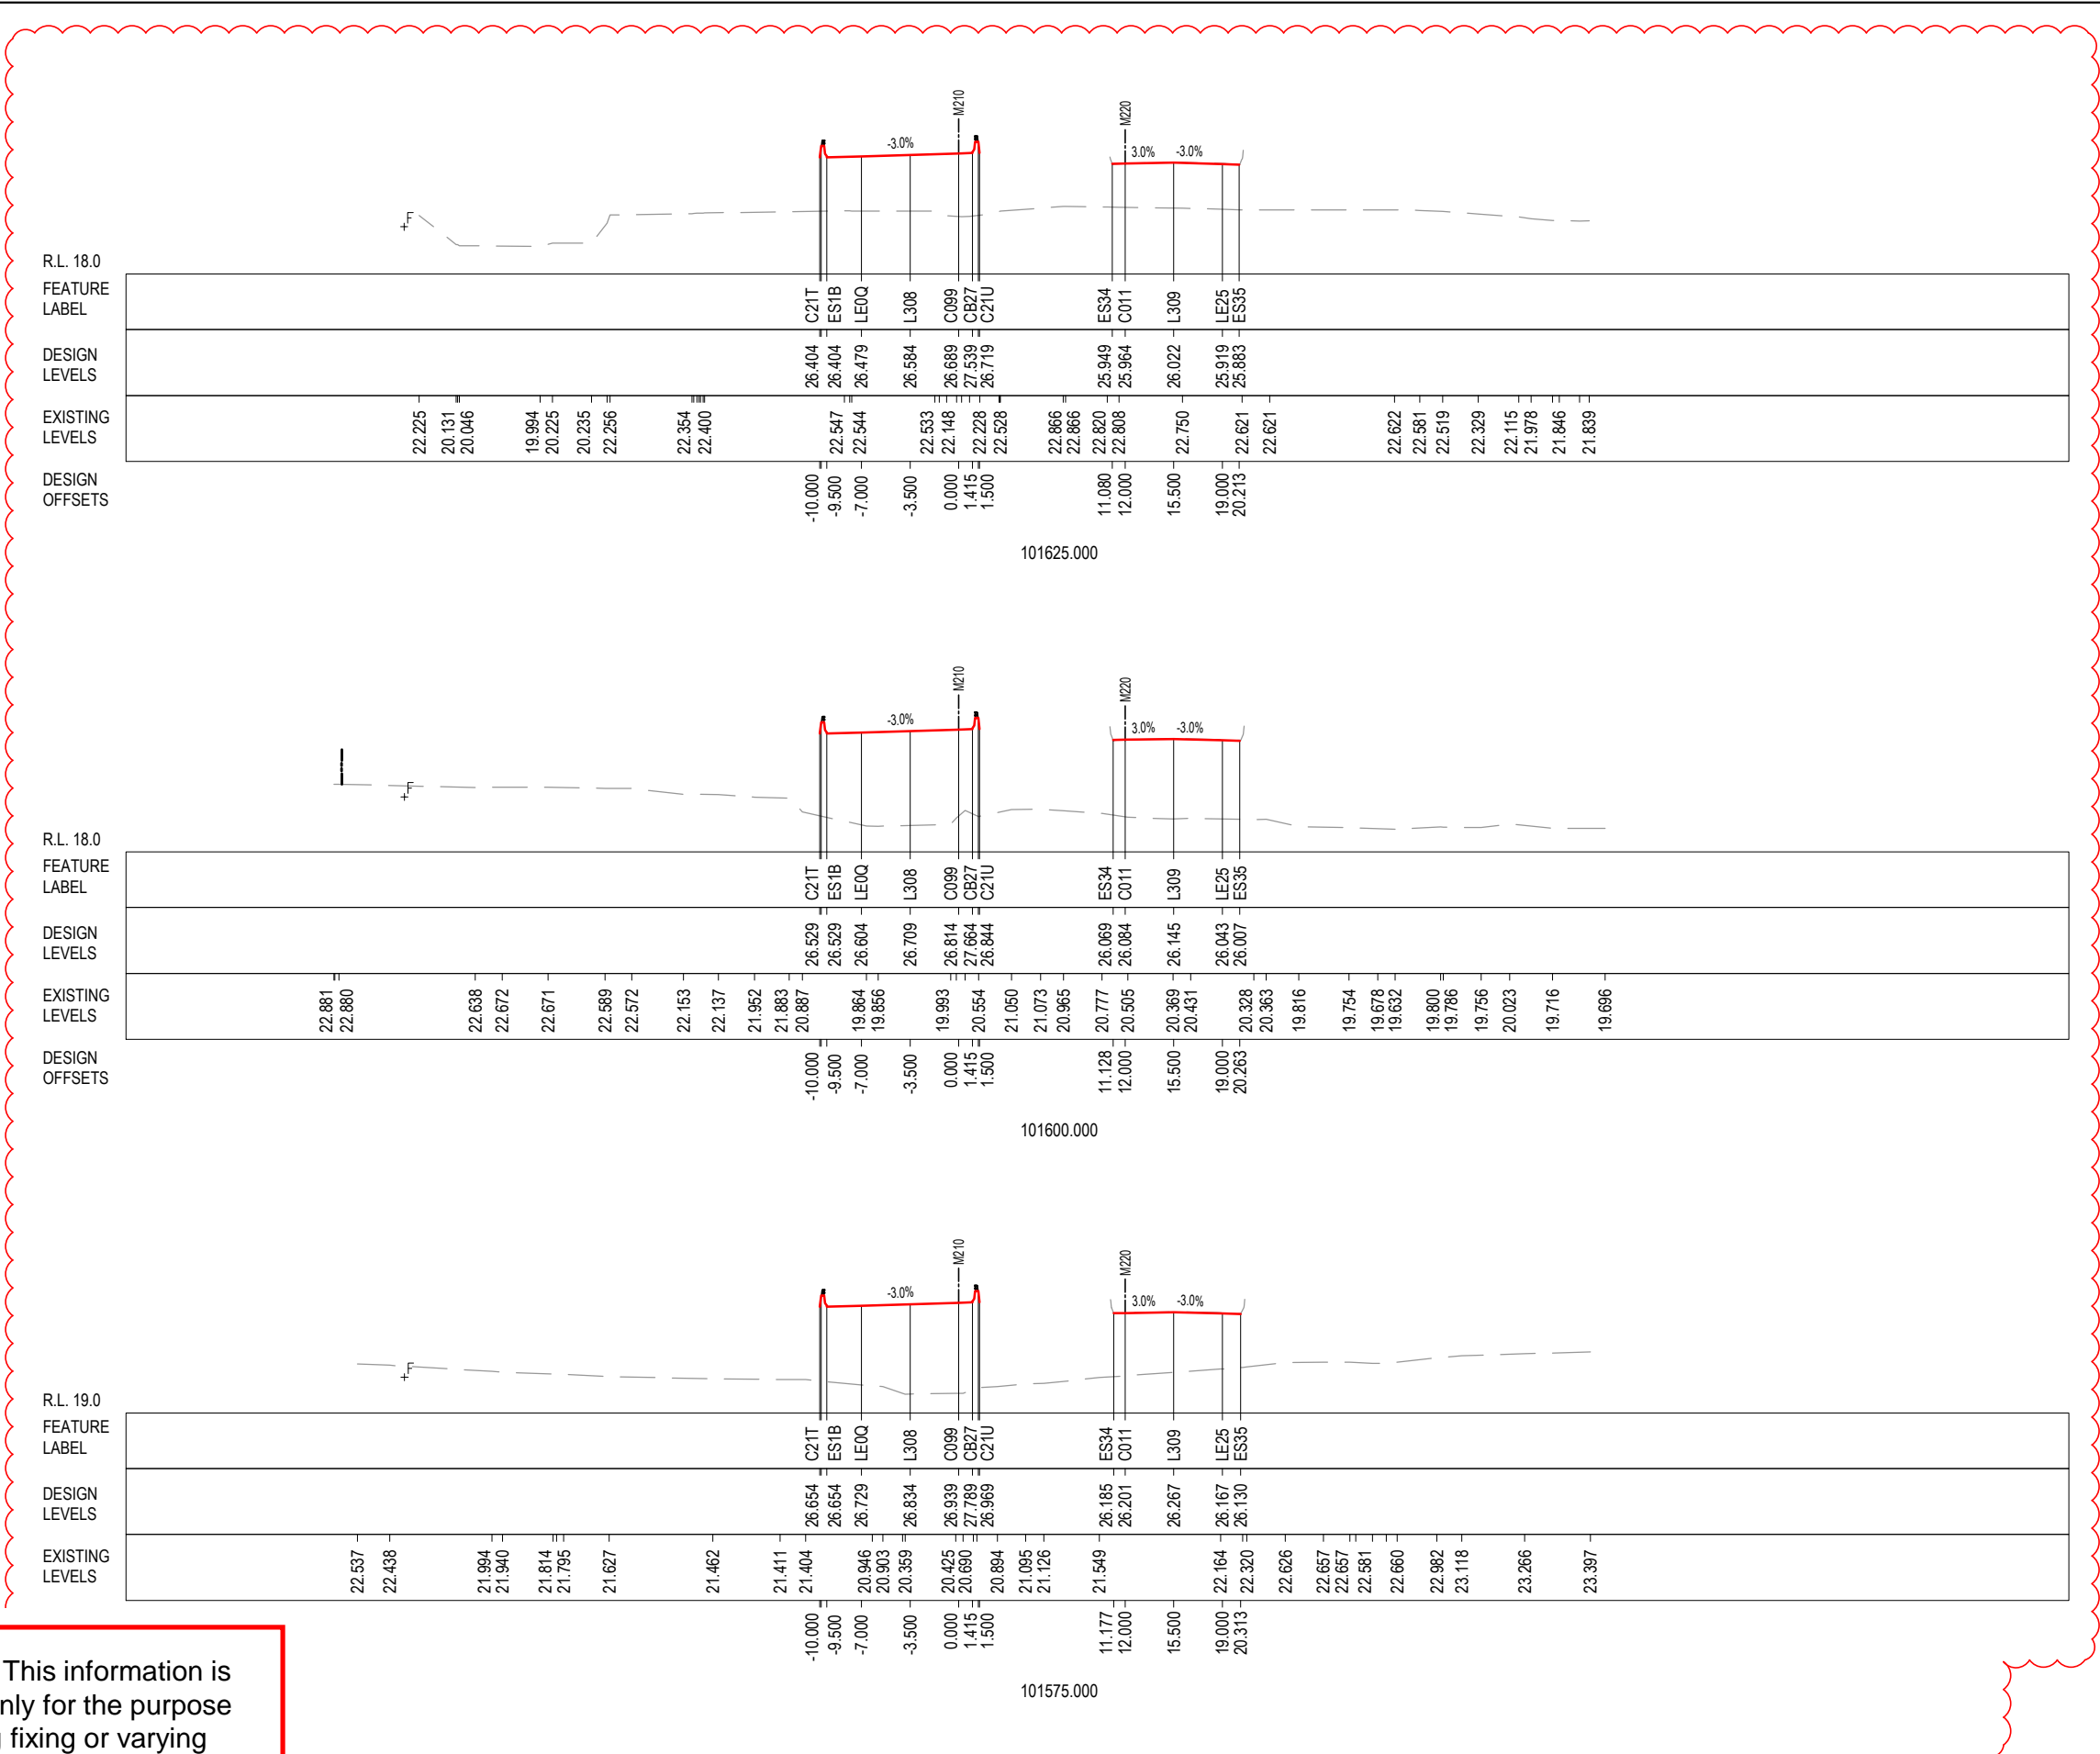 M210
M220
-3.0%
3.0% -3.0%
F
R.L. 18.0
FEATURE
LABEL
C21T ES1B LE0Q L308 C099 CB27 C21U ES34 C011 L309 LE25 ES35
DESIGN
LEVELS
26.404 26.404 26.479 26.584 26.689 27.539 26.719 25.949 25.964 26.022 25.919 25.883
EXISTING
LEVELS
22.225 20.131 20.046 19.994 20.225 20.235 22.256 22.354 22.400 22.547 22.544 22.533 22.148 22.228 22.528 22.866 22.866 22.820 22.808 22.750 22.621 22.621 22.622 22.581 22.519 22.329 22.115 21.978 21.846 21.839
DESIGN
OFFSETS
-10.000 -9.500 -7.000 -3.500 0.000 1.415 1.500 11.080 12.000 15.500 19.000 20.213
101625.000
M210
M220
-3.0%
3.0% -3.0%
F
R.L. 18.0
FEATURE
LABEL
C21T ES1B LE0Q L308 C099 CB27 C21U ES34 C011 L309 LE25 ES35
DESIGN
LEVELS
26.529 26.529 26.604 26.709 26.814 27.664 26.844 26.069 26.084 26.145 26.043 26.007
EXISTING
LEVELS
22.881 22.880 22.638 22.672 22.671 22.589 22.572 22.153 22.137 21.952 21.883 20.887 19.864 19.856 19.993 20.554 21.050 21.073 20.965 20.777 20.505 20.369 20.431 20.328 20.363 19.816 19.754 19.678 19.632 19.800 19.786 19.756 20.023 19.716 19.696
DESIGN
OFFSETS
-10.000 -9.500 -7.000 -3.500 0.000 1.415 1.500 11.128 12.000 15.500 19.000 20.263
101600.000
M210
M220
-3.0%
3.0% -3.0%
F
R.L. 19.0
FEATURE
LABEL
C21T ES1B LE0Q L308 C099 CB27 C21U ES34 C011 L309 LE25 ES35
DESIGN
LEVELS
26.654 26.654 26.729 26.834 26.939 27.789 26.969 26.185 26.201 26.267 26.167 26.130
EXISTING
LEVELS
22.537 22.438 21.994 21.940 21.814 21.795 21.627 21.462 21.411 21.404 20.946 20.903 20.359 20.425 20.690 20.894 21.095 21.126 21.549 22.164 22.320 22.626 22.657 22.657 22.581 22.660 22.982 23.118 23.266 23.397
-10.000 -9.500 -7.000 -3.500 0.000 1.415 1.500 11.177 12.000 15.500 19.000 20.313
101575.000
This information is
nly for the purpose
fixing or varying